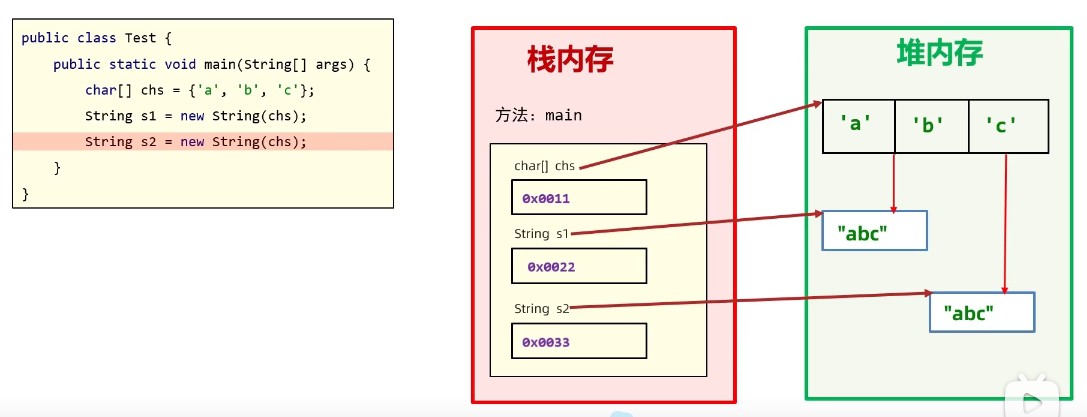 public class Test {
public static void main(String[] args) {
char[] chs = {'a', 'b', 'c'};
String s1 = new String(chs);
String s2 = new String(chs);
}
}
栈内存
方法：main
char[] chs
0x0011
String s1
0x0022
String s2
0x0033
堆内存
'a' 'b' 'c'
"abc"
"abc"